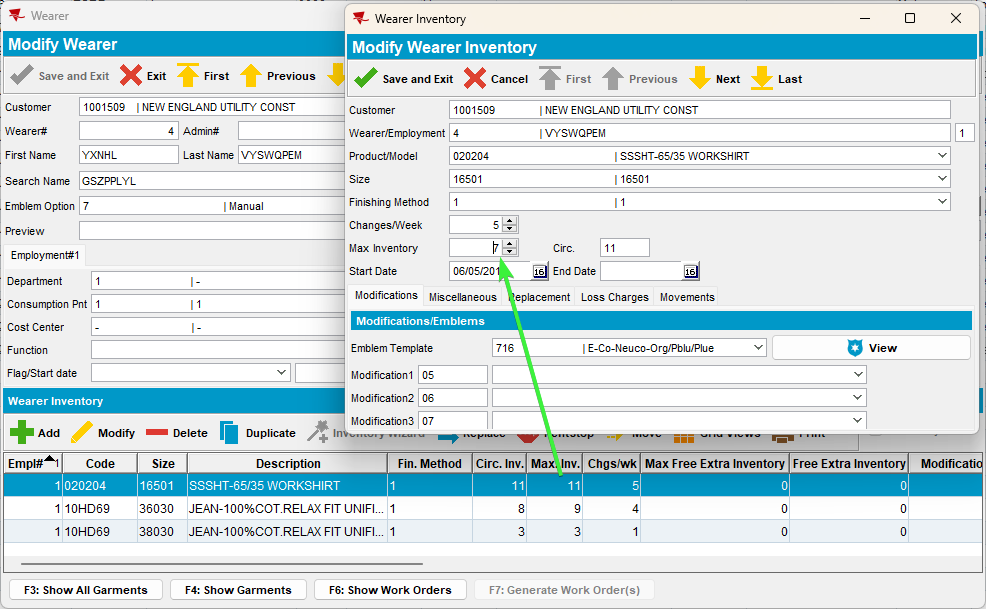 Wearer
Modify Wearer
Save and Exit Exit First Previous
Customer 1001509 | NEW ENGLAND UTILITY CONST
Wearer# 4 Admin#
First Name YXNHL Last Name VYSWQPEM
Search Name GSZPPLYL
Emblem Option 7 | Manual
Preview
Employment#1
Department 1 | -
Consumption Pnt 1 | 1
Cost Center - | -
Function
Flag/Start date
Wearer Inventory
Add Modify Delete Duplicate
Wearer Inventory
Modify Wearer Inventory
Save and Exit Cancel First Previous Next Last
Customer 1001509 | NEW ENGLAND UTILITY CONST
Wearer/Employment 4 | VYSWQPEM 1
Product/Model 020204 | SSSHT-65/35 WORKSHIRT
Size 16501 | 16501
Finishing Method 1 | 1
Changes/Week 5
Max Inventory 7 Circ. 11
Start Date 06/05/201 16 End Date 16
Modifications Miscellaneous Replacement Loss Charges Movements
Modifications/Emblems
Emblem Template 716 | E-Co-Neuco-Org/Pblu/Plue View
Modification1 05
Modification2 06
Modification3 07
Empl# 1 Code Size Description Fin. Method Circ. Inv. Max. Inv. Chgs/wk Max Free Extra Inventory Free Extra Inventory Modificatio
1 020204 16501 SSSHT-65/35 WORKSHIRT 1 11 11 5 0 0
1 10HD69 36030 JEAN-100%COT.RELAX FIT UNIFI... 1 8 9 4 0 0
1 10HD69 38030 JEAN-100%COT.RELAX FIT UNIFI... 1 3 3 1 0 0
F3: Show All Garments F4: Show Garments F6: Show Work Orders F7: Generate Work Order(s)